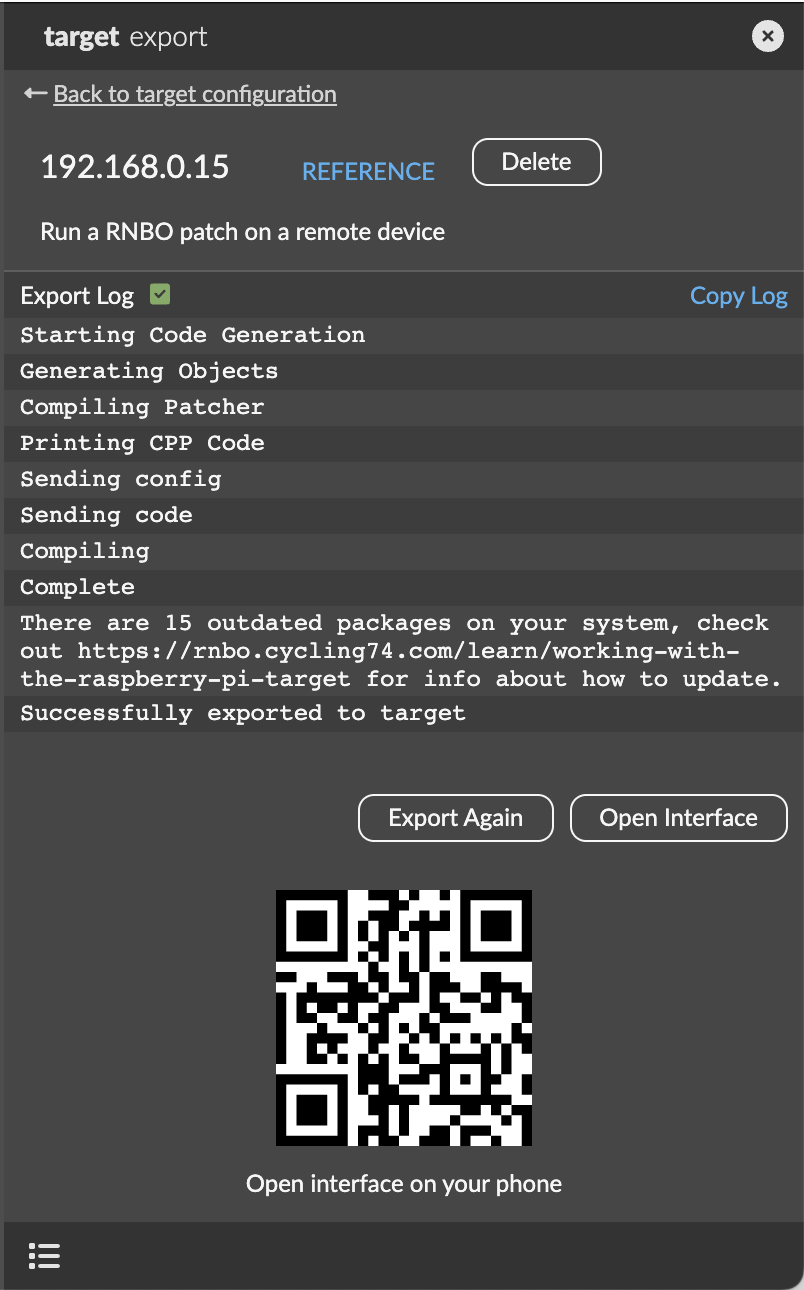 target export
Back to target configuration
192.168.0.15 REFERENCE Delete
Run a RNBO patch on a remote device
Export Log Copy Log
Starting Code Generation
Generating Objects
Compiling Patcher
Printing CPP Code
Sending config
Sending code
Compiling
Complete
There are 15 outdated packages on your system, check
out https://rnbo.cycling74.com/learn/working-with-
the-raspberry-pi-target for info about how to update.
Successfully exported to target
Export Again Open Interface
Open interface on your phone